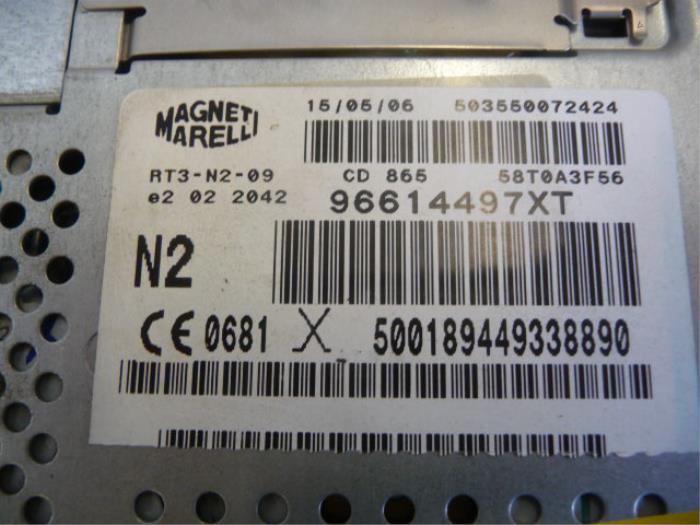 MAGNETI MARELLI
15/05/06 503550072424
RT3-N2-09 CD 865 58T0A3F56
e2 02 2042 96614497XT
N2
CE 0681 X 500189449338890